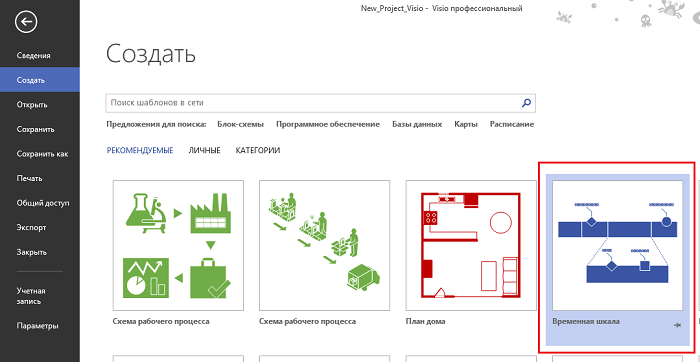 New_Project_Visio - Visio профессиональный
Сведения
Создать
Открыть
Сохранить
Сохранить как
Печать
Общий доступ
Экспорт
Закрыть
Учетная
запись
Параметры
Создать
Поиск шаблонов в сети
Предложения для поиска: Блок-схемы Программное обеспечение Базы данных Карты Расписание
РЕКОМЕНДУЕМЫЕ ЛИЧНЫЕ КАТЕГОРИИ
Схема рабочего процесса Схема рабочего процесса План дома Временная шкала